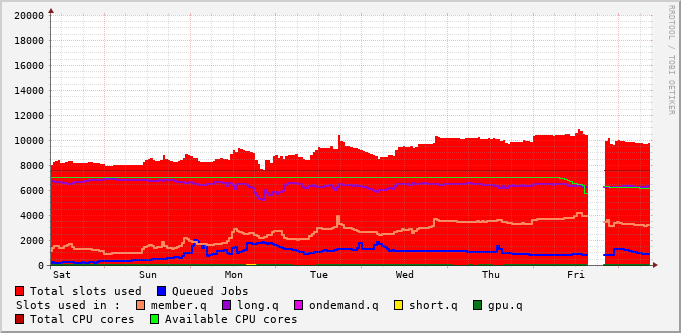 RRDTOOL / TOBI OETIKER
20000
18000
16000
14000
12000
10000
8000
6000
4000
2000
0
Sat Sun Mon Tue Wed Thu Fri
Total slots used Queued Jobs
Slots used in : member.q long.q ondemand.q short.q gpu.q
Total CPU cores Available CPU cores